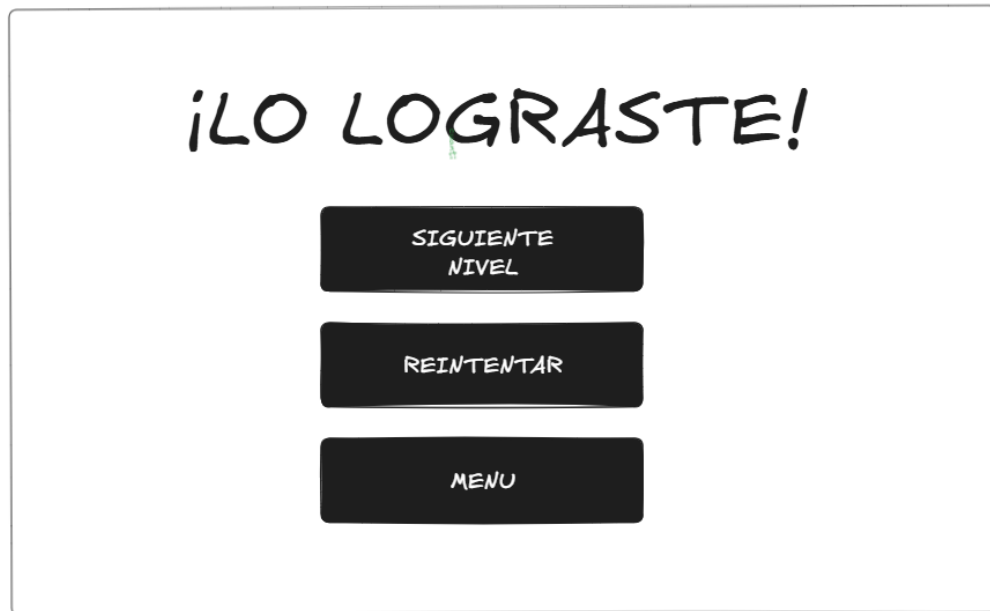 ¡LO LOGRASTE!
SIGUIENTE
NIVEL
REINTENTAR
MENU